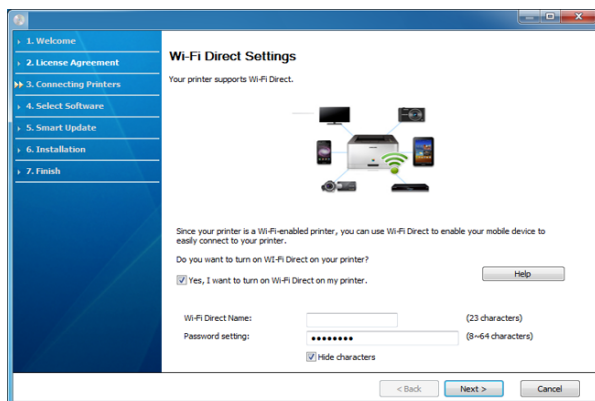 1. Welcome
2. License Agreement
3. Connecting Printers
4. Select Software
5. Smart Update
6. Installation
7. Finish
Wi-Fi Direct Settings
Your printer supports Wi-Fi Direct.
Since your printer is a Wi-Fi-enabled printer, you can use Wi-Fi Direct to enable your mobile device to
easily connect to your printer.
Do you want to turn on WI-Fi Direct on your printer?
Yes, I want to turn on Wi-Fi Direct on my printer.
Help
Wi-Fi Direct Name: (23 characters)
Password setting: ●●●●●●●● (8~64 characters)
Hide characters
< Back Next > Cancel